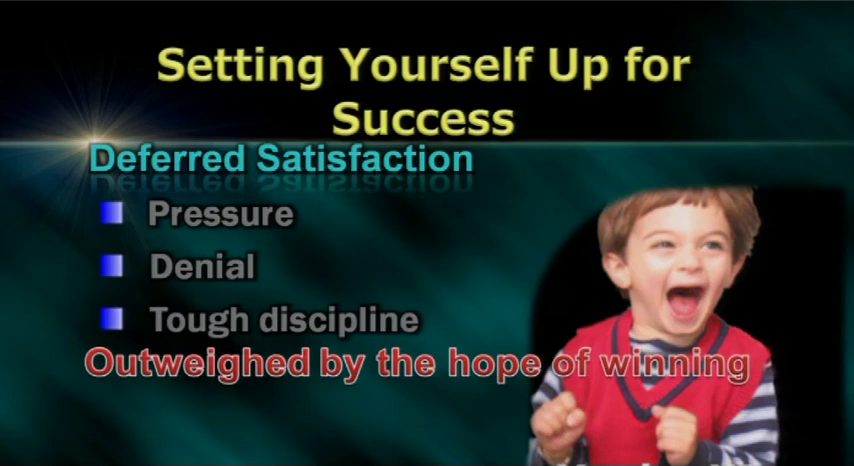 Setting Yourself Up for
Success
Deferred Satisfaction
Pressure
Denial
Tough discipline
Outweighed by the hope of winning